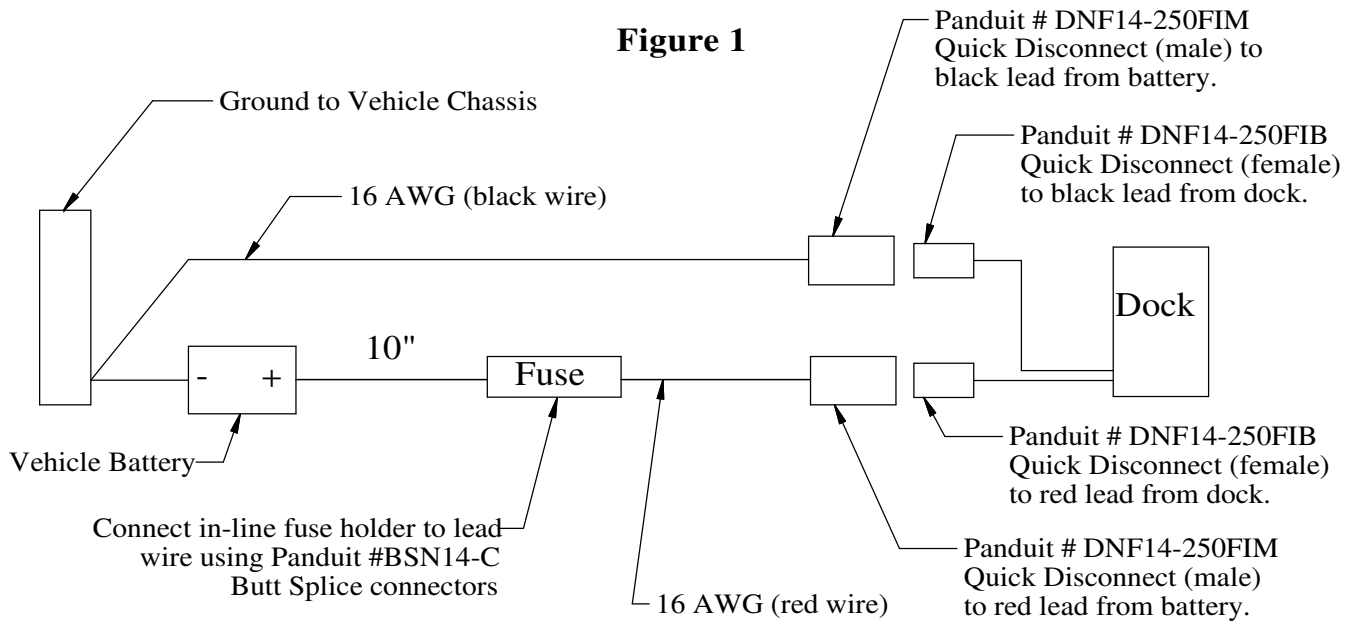 Figure 1
Panduit # DNF14-250FIM
Quick Disconnect (male) to
black lead from battery.
Ground to Vehicle Chassis
Panduit # DNF14-250FIB
Quick Disconnect (female)
to black lead from dock.
16 AWG (black wire)
Dock
10"
- +
Fuse
Vehicle Battery
Panduit # DNF14-250FIB
Quick Disconnect (female)
to red lead from dock.
Connect in-line fuse holder to lead
wire using Panduit #BSN14-C
Butt Splice connectors
Panduit # DNF14-250FIM
Quick Disconnect (male)
to red lead from battery.
16 AWG (red wire)